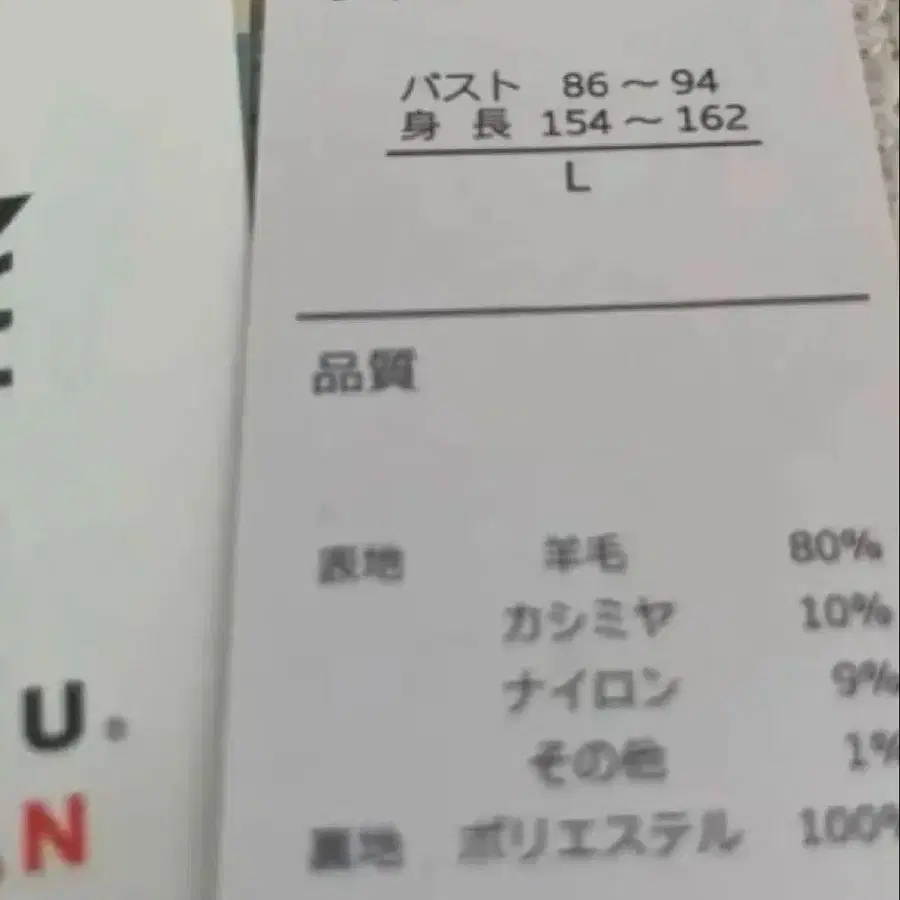 バスト 86～94
身長 154～162
L
品質
表地 羊毛 80%
カシミヤ 10%
ナイロン 9%
その他 1%
裏地 ポリエステル 100%
U.
N